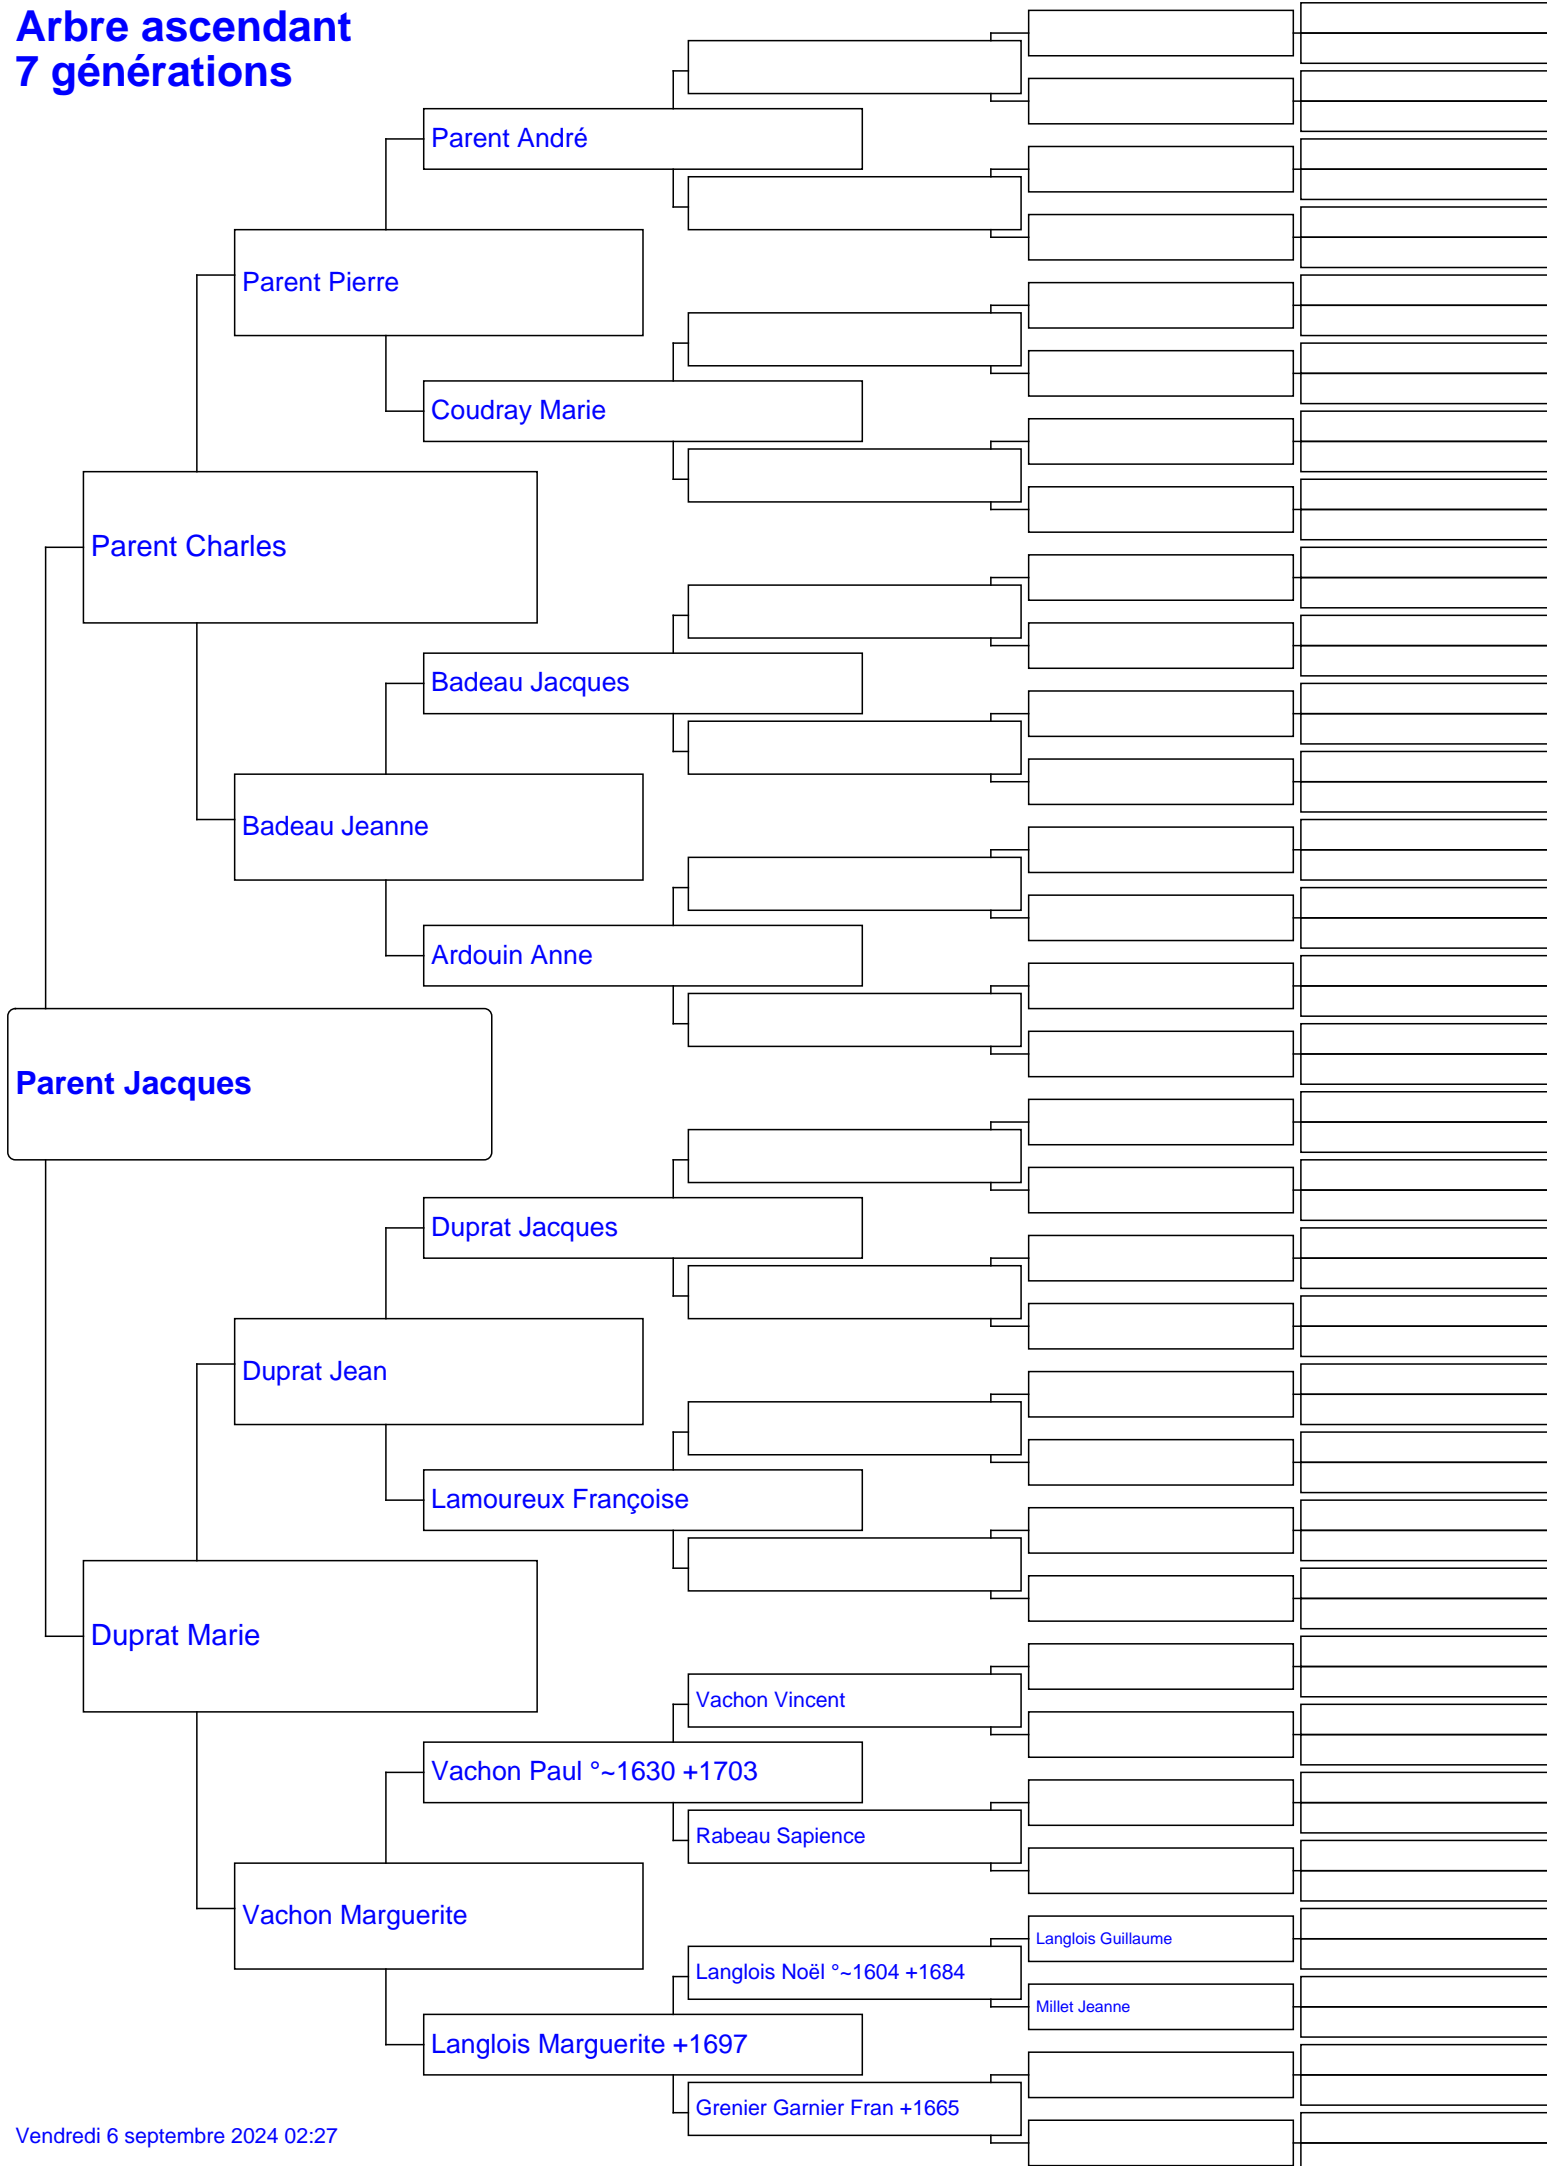 Arbre ascendant
7 générations
Parent André
Parent Pierre
Coudray Marie
Parent Charles
Badeau Jacques
Badeau Jeanne
Ardouin Anne
Parent Jacques
Duprat Jacques
Duprat Jean
Lamoureux Françoise
Duprat Marie
Vachon Vincent
Vachon Paul °~1630 +1703
Rabeau Sapience
Vachon Marguerite
Langlois Guillaume
Langlois Noël °~1604 +1684
Millet Jeanne
Langlois Marguerite +1697
Grenier Garnier Fran +1665
Vendredi 6 septembre 2024 02:27